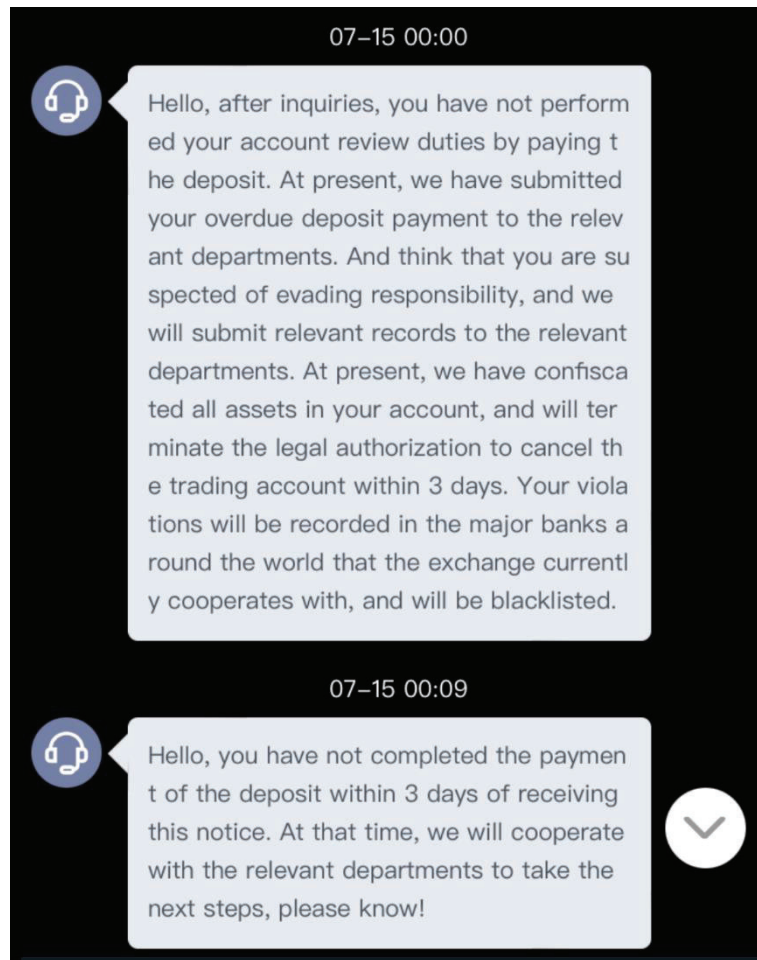 07–15 00:00
Hello, after inquiries, you have not perform
ed your account review duties by paying t
he deposit. At present, we have submitted
your overdue deposit payment to the relev
ant departments. And think that you are su
spected of evading responsibility, and we
will submit relevant records to the relevant
departments. At present, we have confisca
ted all assets in your account, and will ter
minate the legal authorization to cancel th
e trading account within 3 days. Your viola
tions will be recorded in the major banks a
round the world that the exchange currentl
y cooperates with, and will be blacklisted.
07–15 00:09
Hello, you have not completed the paymen
t of the deposit within 3 days of receiving
this notice. At that time, we will cooperate
with the relevant departments to take the
next steps, please know!